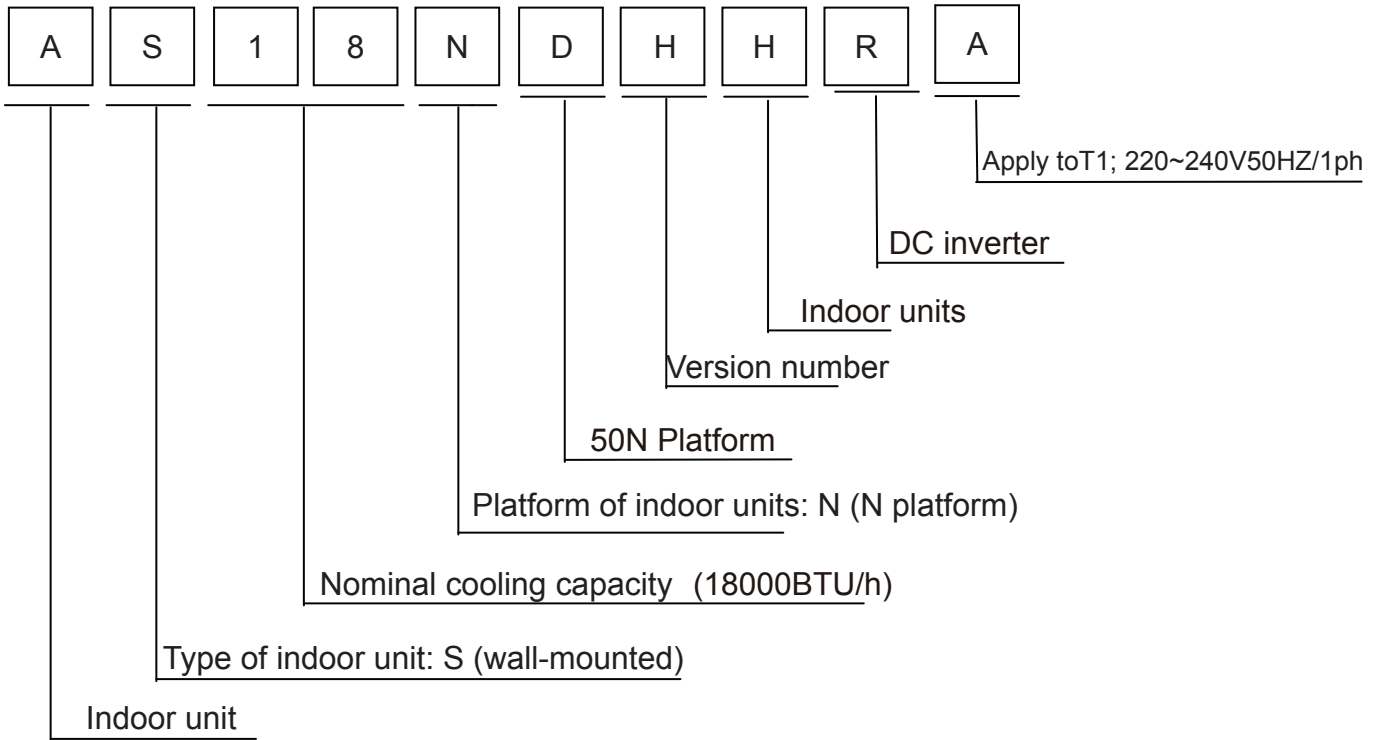 A S 1 8 N D H H R A
Apply toT1; 220~240V50HZ/1ph
DC inverter
Indoor units
Version number
50N Platform
Platform of indoor units: N (N platform)
Nominal cooling capacity (18000BTU/h)
Type of indoor unit: S (wall-mounted)
Indoor unit